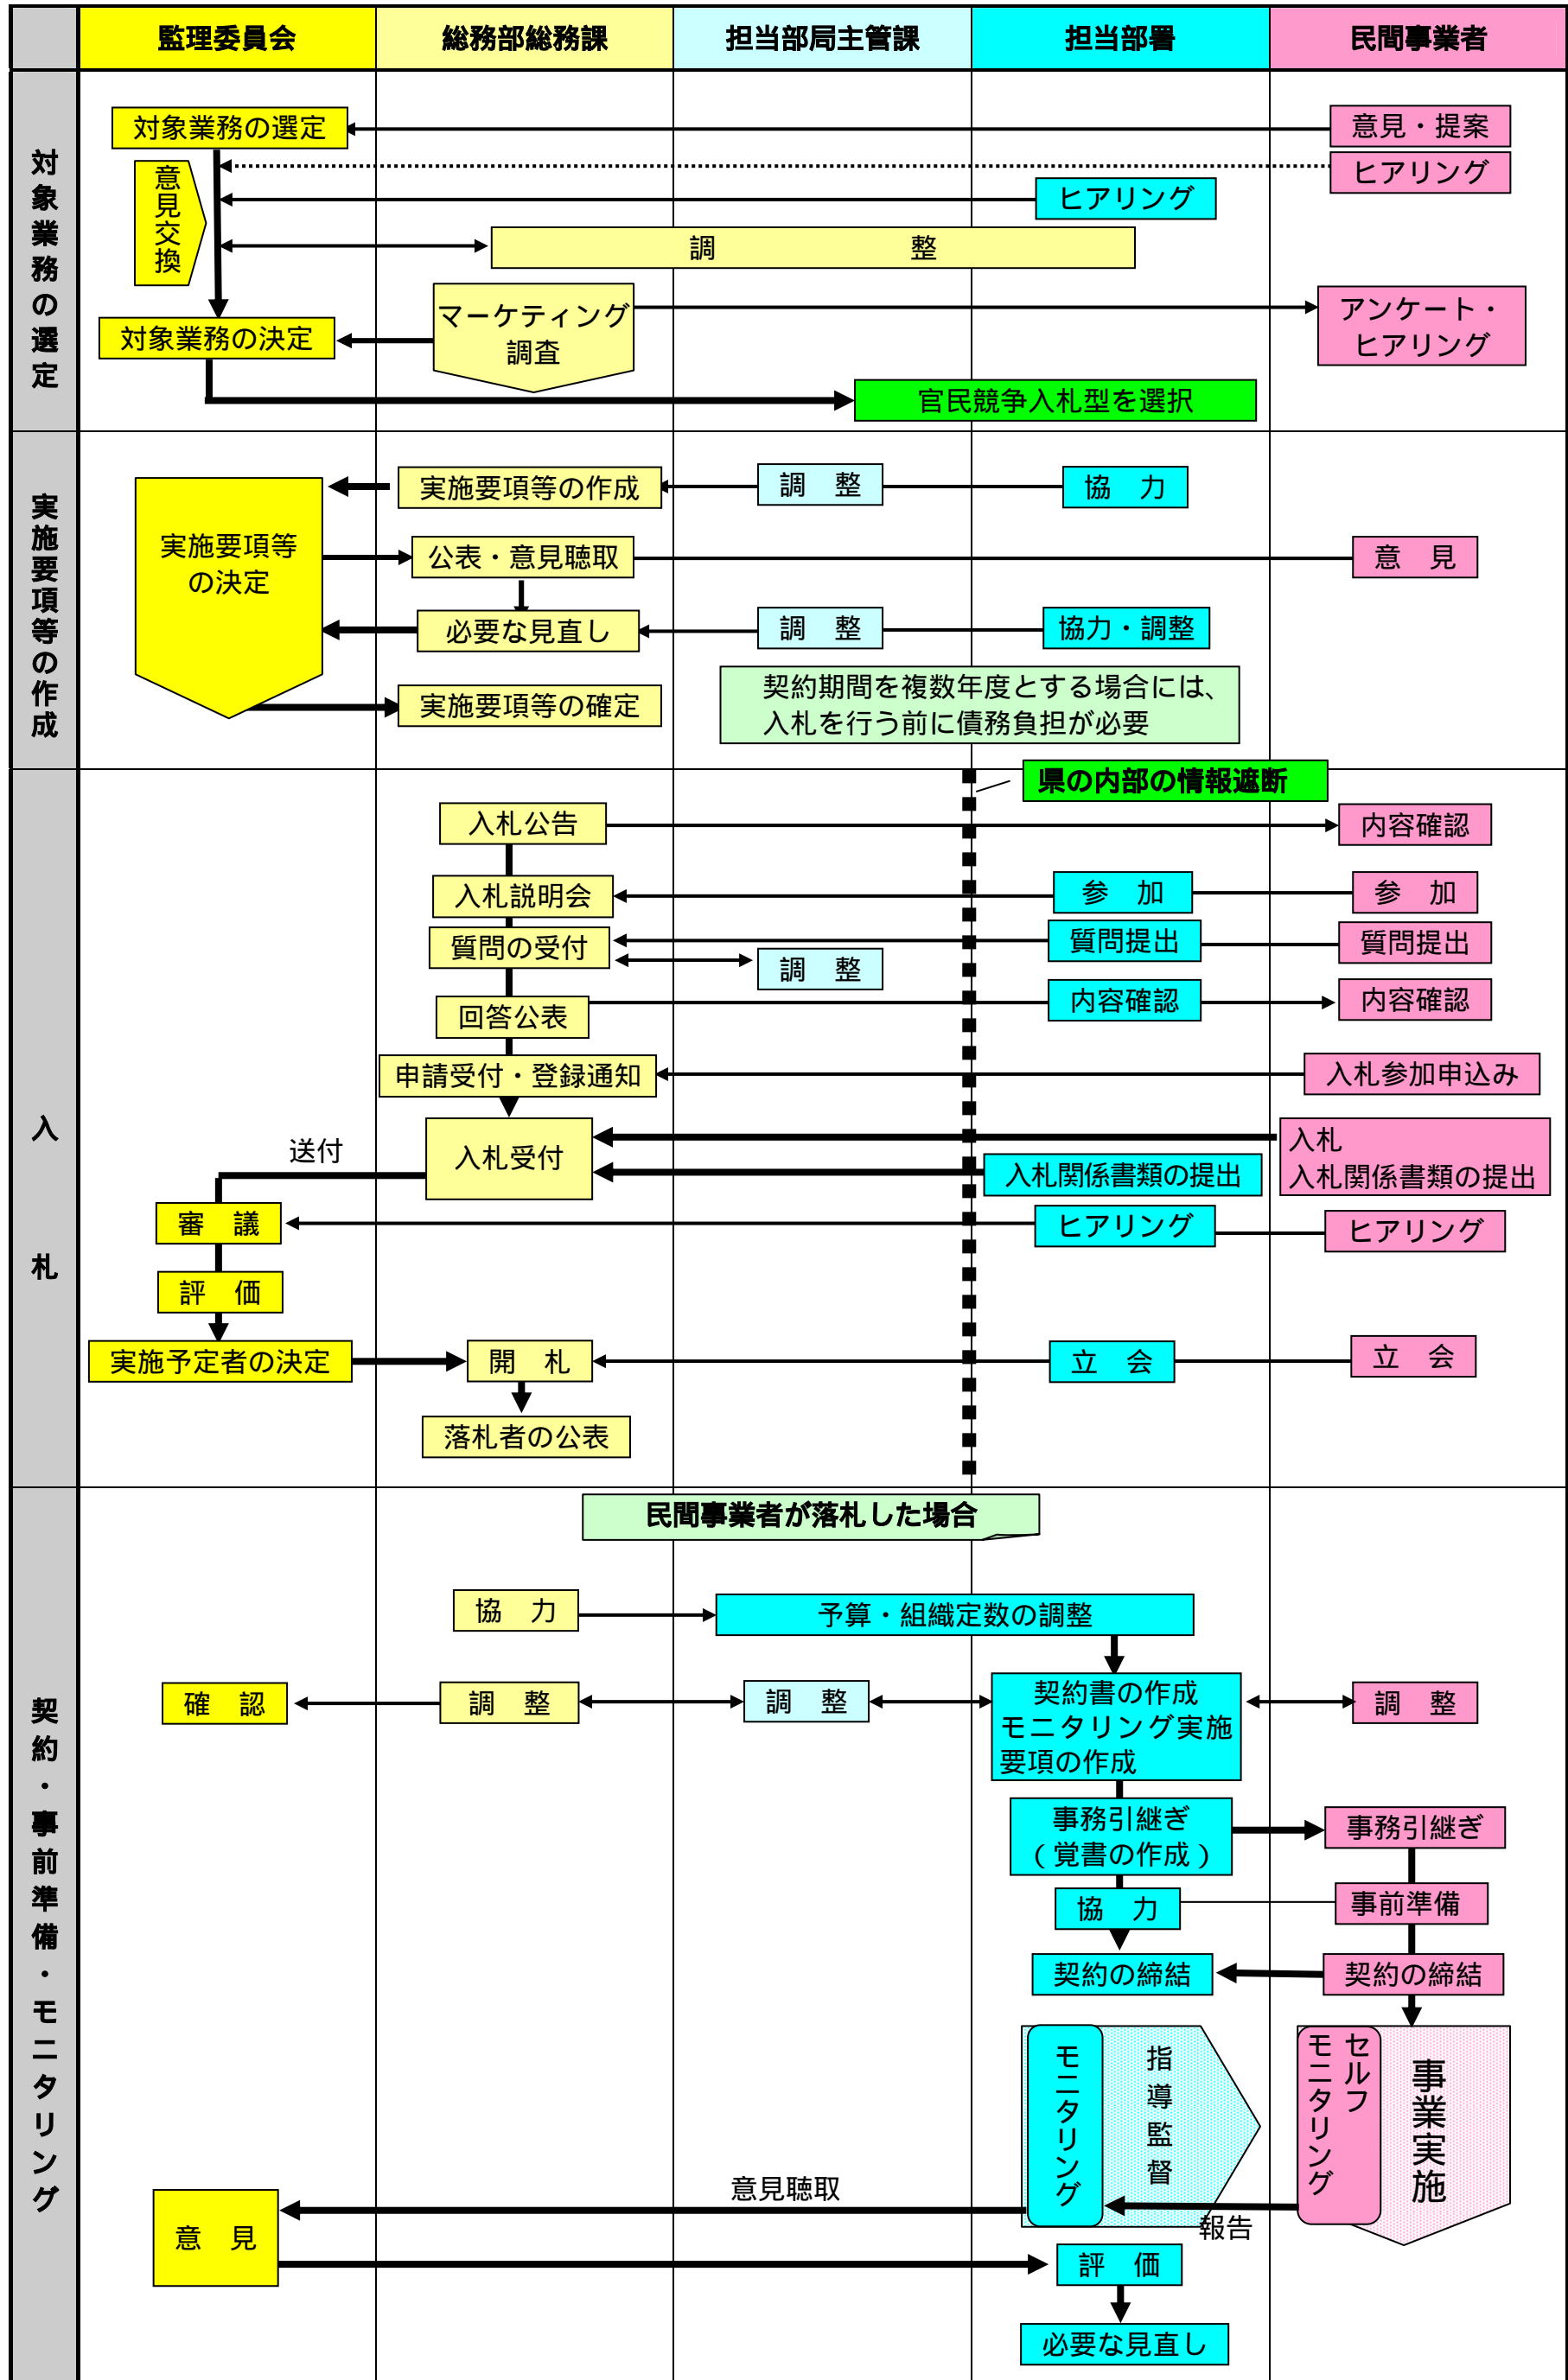 監理委員会
総務部総務課
担当部局主管課
担当部署
民間事業者
対象業務の選定
対象業務の選定
意見・提案
ヒアリング
意見交換
ヒアリング
調　整
マーケティング
調査
アンケート・
ヒアリング
対象業務の決定
官民競争入札型を選択
実施要項等の作成
実施要項等
の決定
実施要項等の作成
調　整
協　力
公表・意見聴取
意　見
必要な見直し
調　整
協力・調整
契約期間を複数年度とする場合には、
入札を行う前に債務負担が必要
実施要項等の確定
入　札
県の内部の情報遮断
入札公告
内容確認
入札説明会
参　加
参　加
質問の受付
調　整
質問提出
質問提出
回答公表
内容確認
内容確認
申請受付・登録通知
入札参加申込み
送付
入札受付
入札
入札関係書類の提出
入札関係書類の提出
審　議
ヒアリング
ヒアリング
評　価
実施予定者の決定
開　札
立　会
立　会
落札者の公表
契約・事前準備・モニタリング
民間事業者が落札した場合
協　力
予算・組織定数の調整
確　認
調　整
調　整
契約書の作成
モニタリング実施
要項の作成
調　整
事務引継ぎ
（覚書の作成）
事務引継ぎ
協　力
事前準備
契約の締結
契約の締結
モニタリング
指導監督
セルフ
モニタリング
事業実施
意見聴取
報告
意　見
評　価
必要な見直し